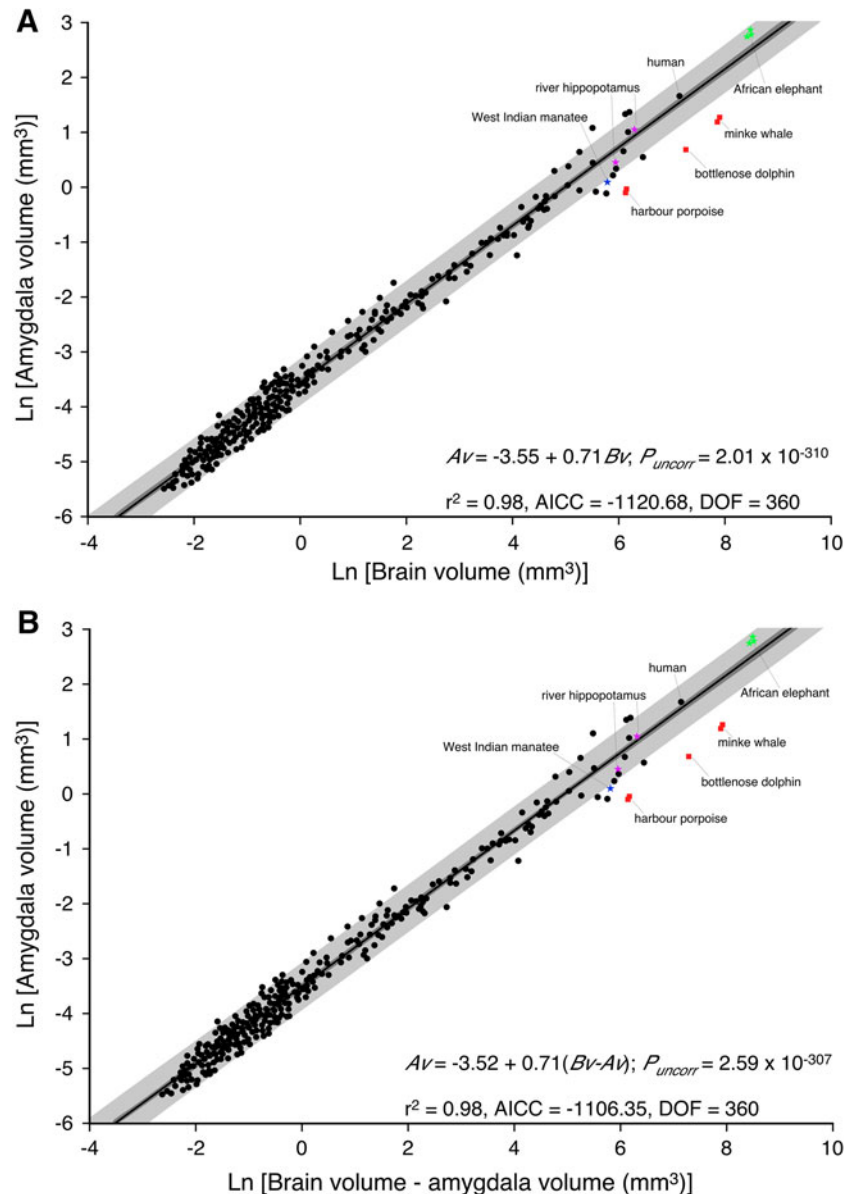 A
Ln [Amygdala volume (mm³)]
3
2
1
0
-1
-2
-3
-4
-5
-6
human
river hippopotamus
West Indian manatee
African elephant
minke whale
bottlenose dolphin
harbour porpoise
Av = -3.55 + 0.71Bv; Puncorr = 2.01 x 10⁻³¹⁰
r² = 0.98, AICC = -1120.68, DOF = 360
-4 -2 0 2 4 6 8 10
Ln [Brain volume (mm³)]
B
Ln [Amygdala volume (mm³)]
3
2
1
0
-1
-2
-3
-4
-5
-6
human
river hippopotamus
West Indian manatee
African elephant
minke whale
bottlenose dolphin
harbour porpoise
Av = -3.52 + 0.71(Bv-Av); Puncorr = 2.59 x 10⁻³⁰⁷
r² = 0.98, AICC = -1106.35, DOF = 360
-4 -2 0 2 4 6 8 10
Ln [Brain volume - amygdala volume (mm³)]